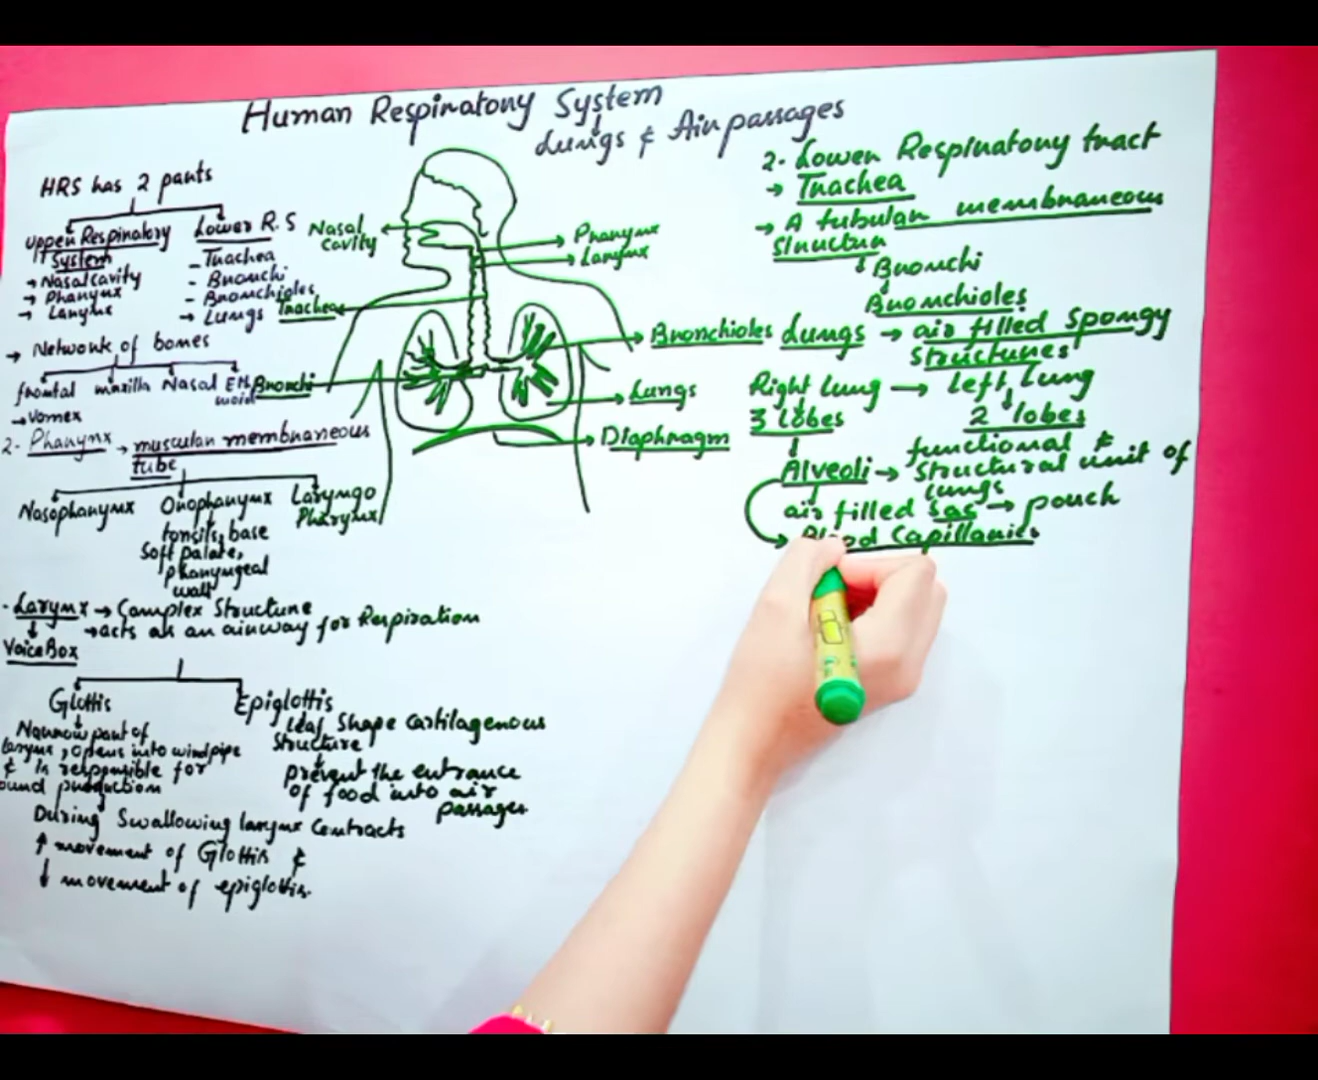 Human Respiratory System
Lungs & Air passages
HRS has 2 parts
Upper Respiratory System
→ Nasal cavity
→ Pharynx
→ Larynx
Lower R.S
- Trachea
- Bronchi
- Bronchioles
→ Lungs
→ Network of bones
frontal maxilla Nasal Eth
moid
→ Vomex
2- Pharynx → muscular membraneous
tube
Nasopharynx
Oropharynx
tonsils, base
Soft palate,
pharyngeal
wall
Laryngo
Pharynx
- Larynx → Complex Structure
→ acts as an airway for Respiration
Voice Box
Glottis
Narrow part of
larynx, opens into windpipe
& is responsible for
sound production
Epiglottis
Leaf Shape Cartilagenous
Structure
prevent the entrance
of food into air
passages
During Swallowing larynx Contracts
↑ movement of Glottis &
↓ movement of epiglottis.
Nasal
cavity
Pharynx
Larynx
Trachea
Bronchioles
Bronchi
Lungs
Diaphragm
2- Lower Respiratory tract
→ Trachea
→ A tubular membraneous
Structur
Bronchi
Bronchioles
Lungs → air filled Spongy
Structures
Right lung → Left Lung
3 lobes 2 lobes
Alveoli → functional &
Structural unit of
lungs
air filled Sac → pouch
→ Blood Capillaries